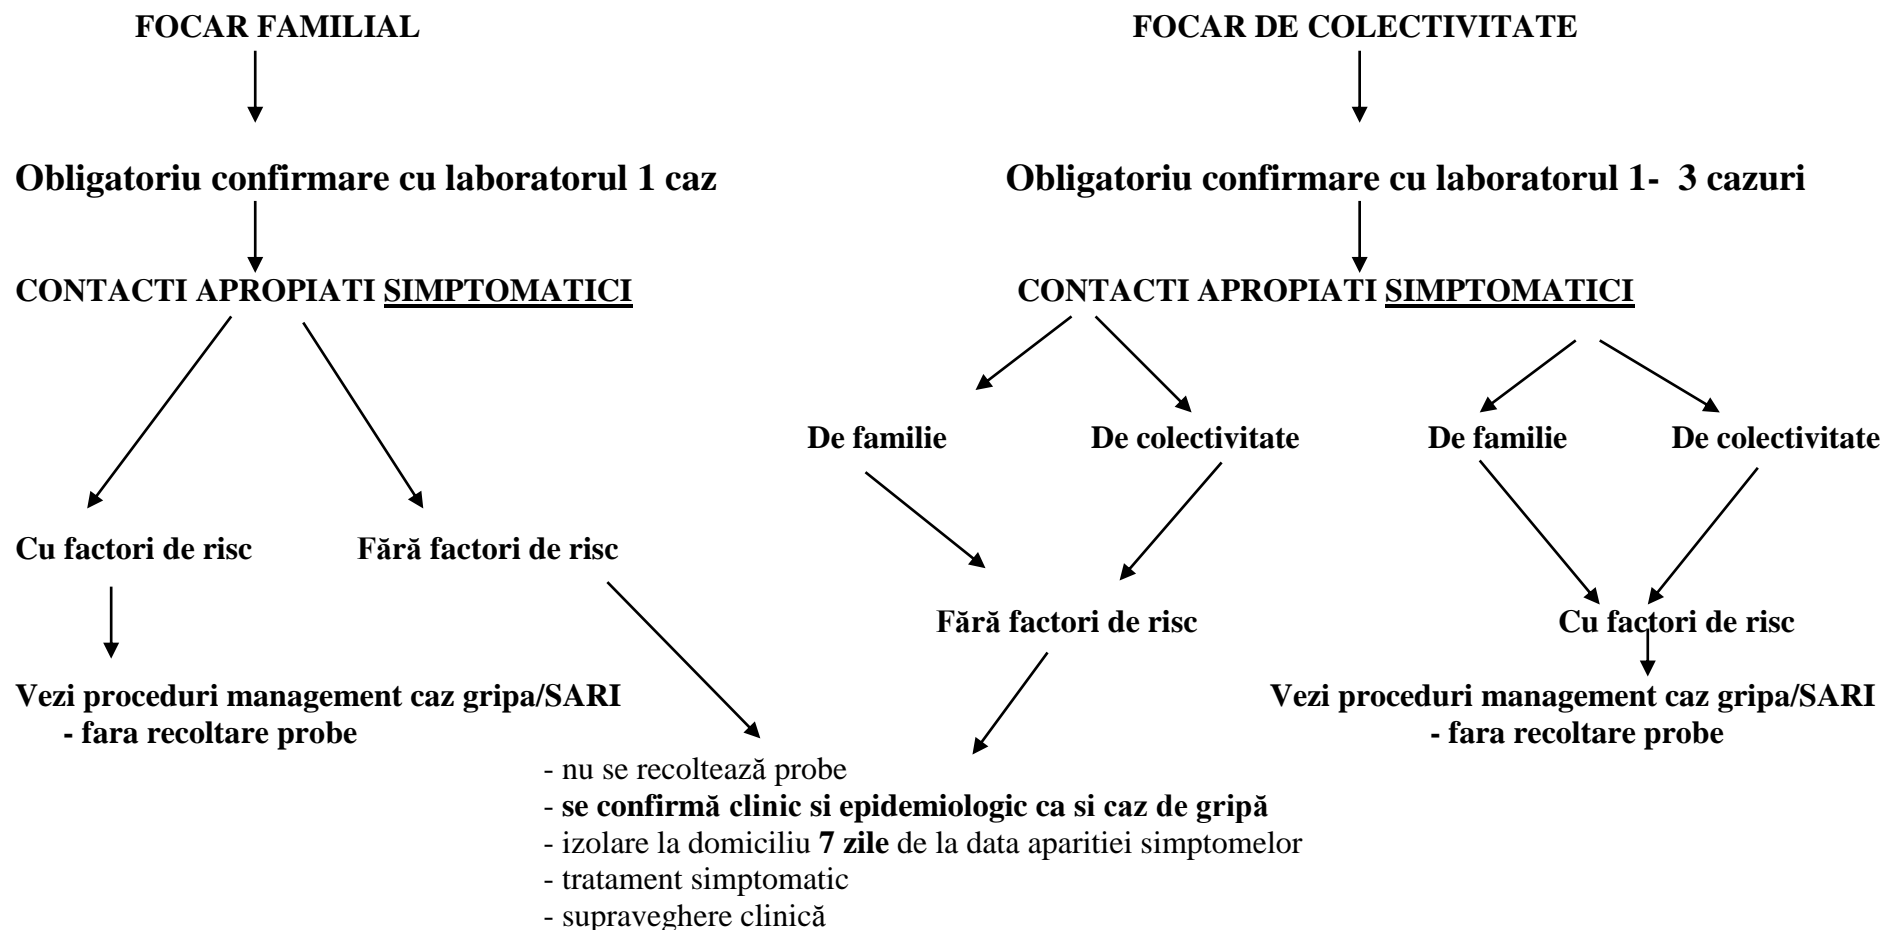 FOCAR FAMILIAL
FOCAR DE COLECTIVITATE
Obligatoriu confirmare cu laboratorul 1 caz
Obligatoriu confirmare cu laboratorul 1- 3 cazuri
CONTACTI APROPIATI SIMPTOMATICI
CONTACTI APROPIATI SIMPTOMATICI
De familie
De colectivitate
De familie
De colectivitate
Cu factori de risc
Fără factori de risc
Fără factori de risc
Cu factori de risc
Vezi proceduri management caz gripa/SARI
- fara recoltare probe
Vezi proceduri management caz gripa/SARI
- fara recoltare probe
- nu se recoltează probe
- se confirmă clinic si epidemiologic ca si caz de gripă
- izolare la domiciliu 7 zile de la data aparitiei simptomelor
- tratament simptomatic
- supraveghere clinică